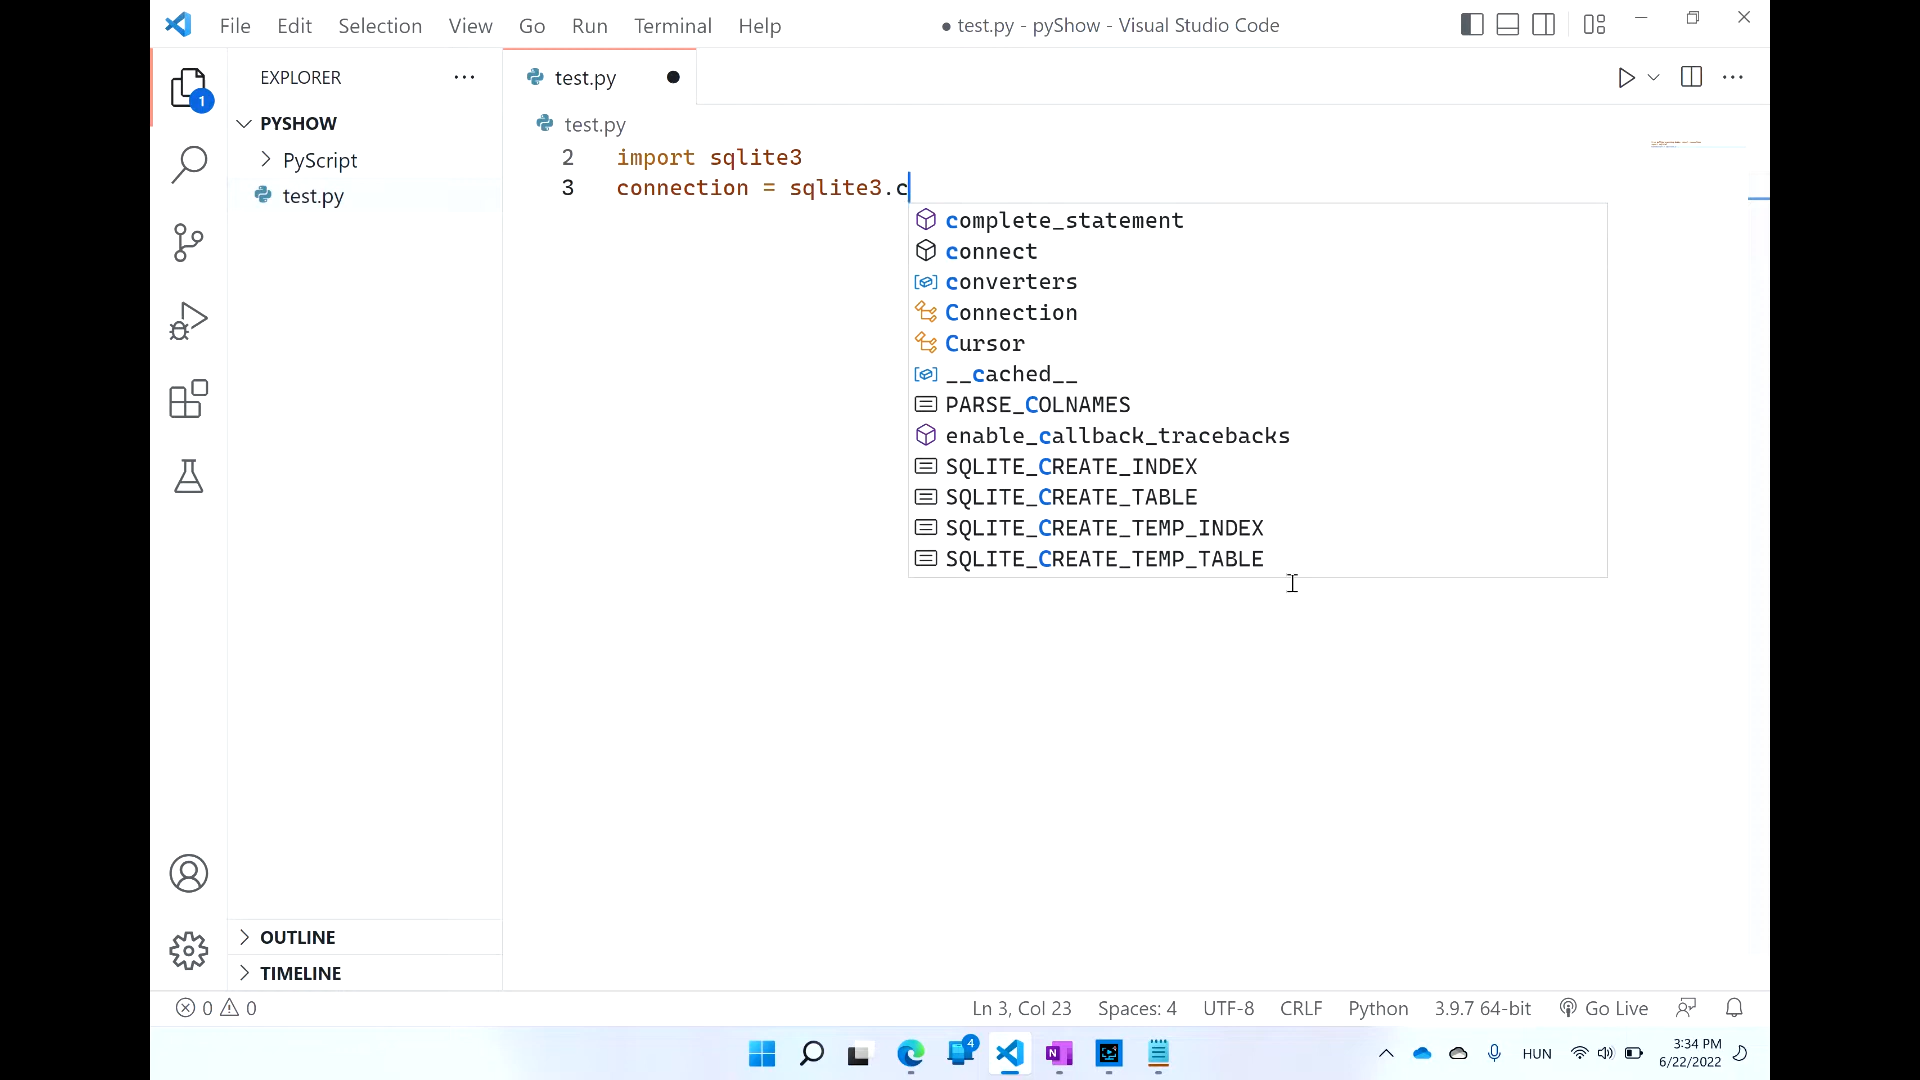 File Edit Selection View Go Run Terminal Help
● test.py - pyShow - Visual Studio Code
EXPLORER
test.py
1
PYSHOW
PyScript
test.py
test.py
2 import sqlite3
3 connection = sqlite3.c
complete_statement
connect
converters
Connection
Cursor
__cached__
PARSE_COLNAMES
enable_callback_tracebacks
SQLITE_CREATE_INDEX
SQLITE_CREATE_TABLE
SQLITE_CREATE_TEMP_INDEX
SQLITE_CREATE_TEMP_TABLE
OUTLINE
TIMELINE
0 0 Ln 3, Col 23 Spaces: 4 UTF-8 CRLF Python 3.9.7 64-bit Go Live
4
N
HUN
3:34 PM
6/22/2022